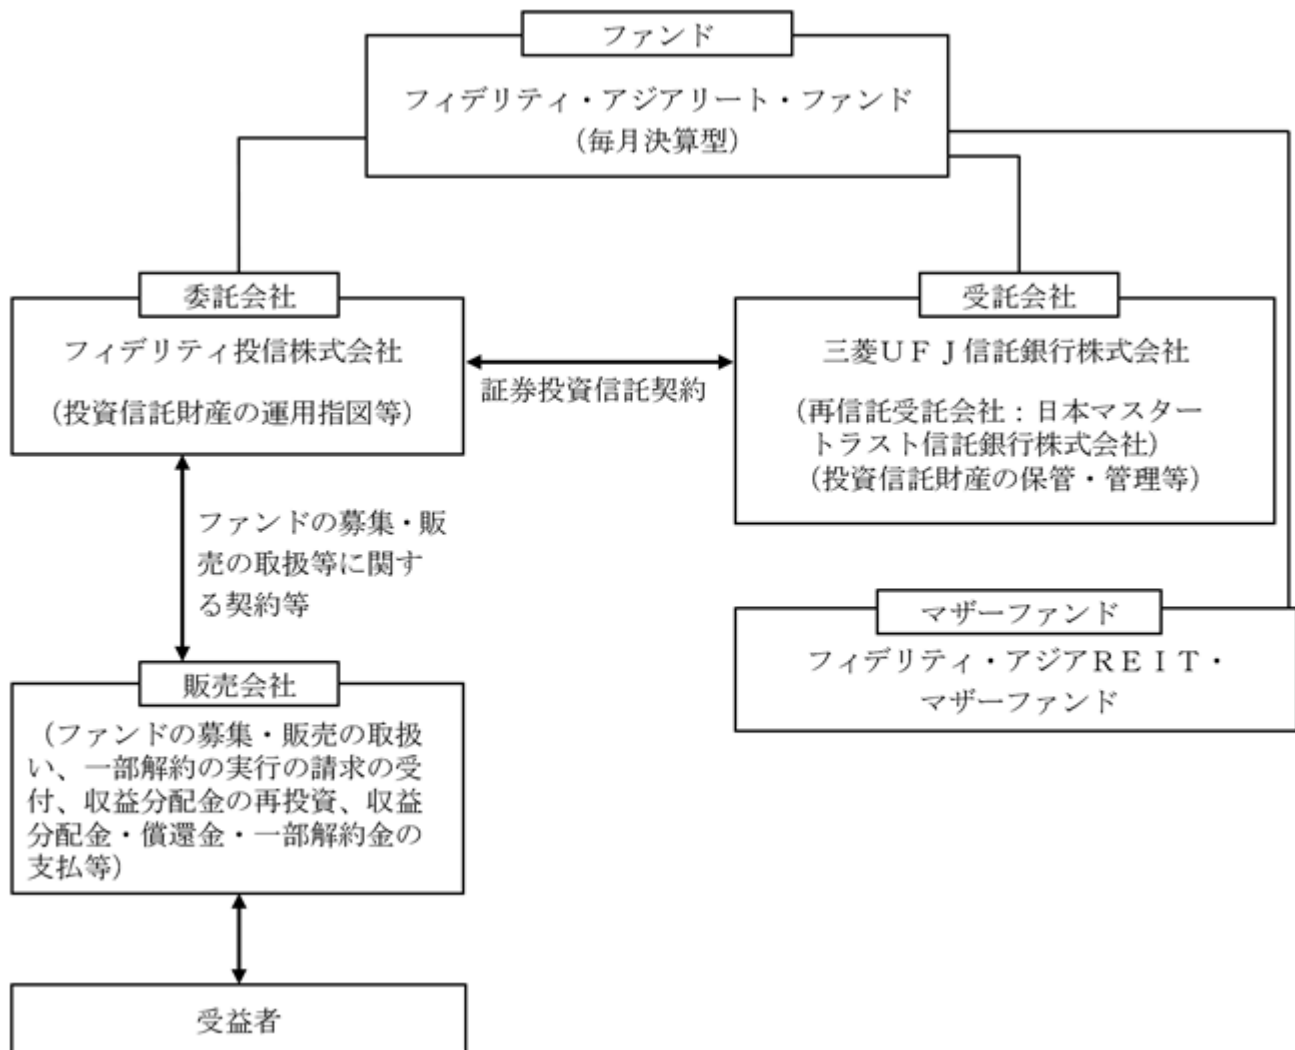 ファンド
フィデリティ・アジアリート・ファンド
（毎月決算型）
委託会社
フィデリティ投信株式会社
（投資信託財産の運用指図等）
証券投資信託契約
受託会社
三菱ＵＦＪ信託銀行株式会社
（再信託受託会社：日本マスター
トラスト信託銀行株式会社）
（投資信託財産の保管・管理等）
ファンドの募集・販
売の取扱等に関す
る契約等
マザーファンド
フィデリティ・アジアＲＥＩＴ・
マザーファンド
販売会社
（ファンドの募集・販売の取扱
い、一部解約の実行の請求の受
付、収益分配金の再投資、収益
分配金・償還金・一部解約金の
支払等）
受益者